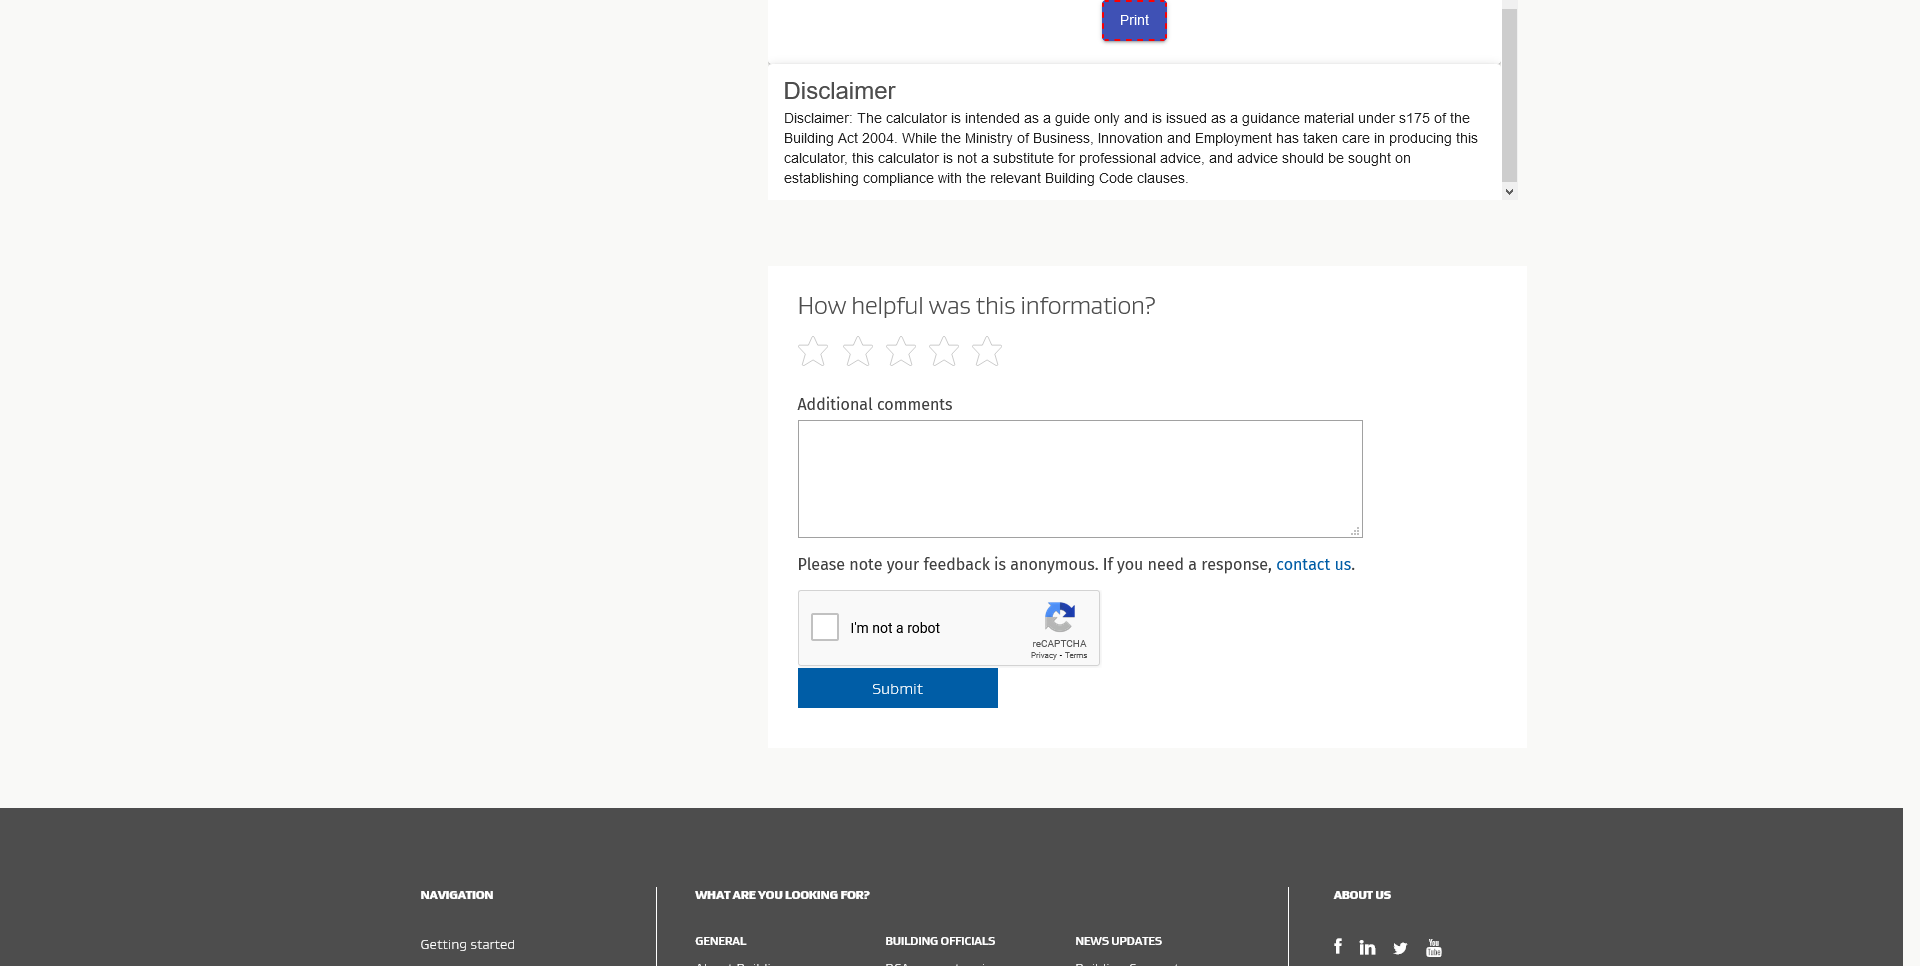 Print
Disclaimer
Disclaimer: The calculator is intended as a guide only and is issued as a guidance material under s175 of the
Building Act 2004. While the Ministry of Business, Innovation and Employment has taken care in producing this
calculator, this calculator is not a substitute for professional advice, and advice should be sought on
establishing compliance with the relevant Building Code clauses.
How helpful was this information?
Additional comments
Please note your feedback is anonymous. If you need a response, contact us.
I'm not a robot
reCAPTCHA
Privacy - Terms
Submit
NAVIGATION
Getting started
WHAT ARE YOU LOOKING FOR?
GENERAL
BUILDING OFFICIALS
NEWS UPDATES
ABOUT US
f
in
You
Tube